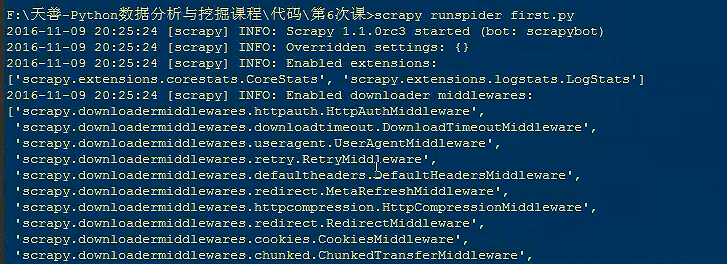 F:\天善-Python数据分析与挖掘课程\代码\第6次课>scrapy runspider first.py
2016-11-09 20:25:24 [scrapy] INFO: Scrapy 1.1.0rc3 started (bot: scrapybot)
2016-11-09 20:25:24 [scrapy] INFO: Overridden settings: {}
2016-11-09 20:25:24 [scrapy] INFO: Enabled extensions:
['scrapy.extensions.corestats.CoreStats', 'scrapy.extensions.logstats.LogStats']
2016-11-09 20:25:24 [scrapy] INFO: Enabled downloader middlewares:
['scrapy.downloadermiddlewares.httpauth.HttpAuthMiddleware',
 'scrapy.downloadermiddlewares.downloadtimeout.DownloadTimeoutMiddleware',
 'scrapy.downloadermiddlewares.useragent.UserAgentMiddleware',
 'scrapy.downloadermiddlewares.retry.RetryMiddleware',
 'scrapy.downloadermiddlewares.defaultheaders.DefaultHeadersMiddleware',
 'scrapy.downloadermiddlewares.redirect.MetaRefreshMiddleware',
 'scrapy.downloadermiddlewares.httpcompression.HttpCompressionMiddleware',
 'scrapy.downloadermiddlewares.redirect.RedirectMiddleware',
 'scrapy.downloadermiddlewares.cookies.CookiesMiddleware',
 'scrapy.downloadermiddlewares.chunked.ChunkedTransferMiddleware',